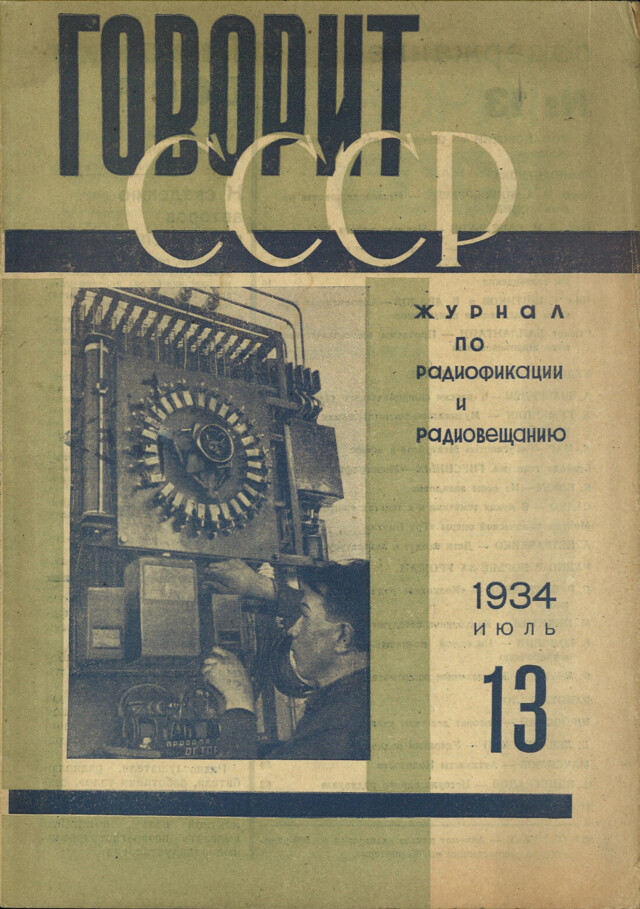 ГОВОРИТ
СССР
ЖУРНАЛ
ПО
РАДИОФИКАЦИИ
И
РАДИОВЕЩАНИЮ
1934
ИЮЛЬ
13